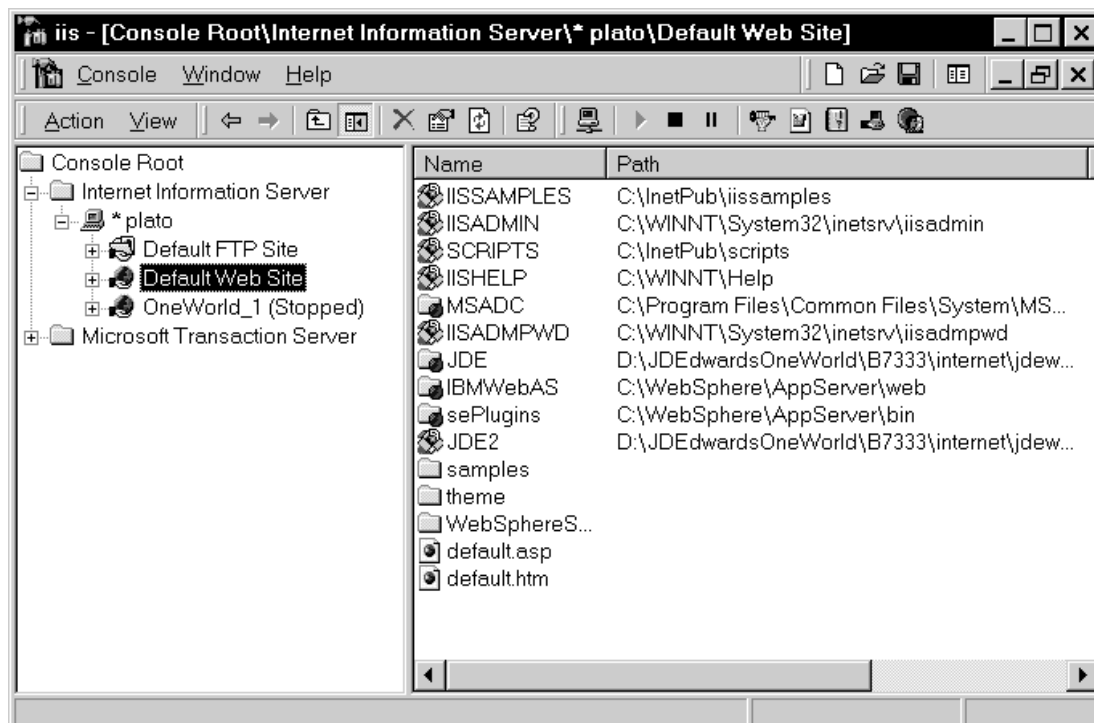 iis - [Console Root\Internet Information Server\* plato\Default Web Site]
Console Window Help
Action View
Console Root
Internet Information Server
* plato
Default FTP Site
Default Web Site
OneWorld_1 (Stopped)
Microsoft Transaction Server
Name Path
IISSAMPLES C:\InetPub\iissamples
IISADMIN C:\WINNT\System32\inetsrv\iisadmin
SCRIPTS C:\InetPub\scripts
IISHELP C:\WINNT\Help
MSADC C:\Program Files\Common Files\System\MS...
IISADMPWD C:\WINNT\System32\inetsrv\iisadmpwd
JDE D:\JDEdwardsOneWorld\B7333\internet\jdew...
IBMWebAS C:\WebSphere\AppServer\web
sePlugins C:\WebSphere\AppServer\bin
JDE2 D:\JDEdwardsOneWorld\B7333\internet\jdew...
samples
theme
WebSphereS...
default.asp
default.htm